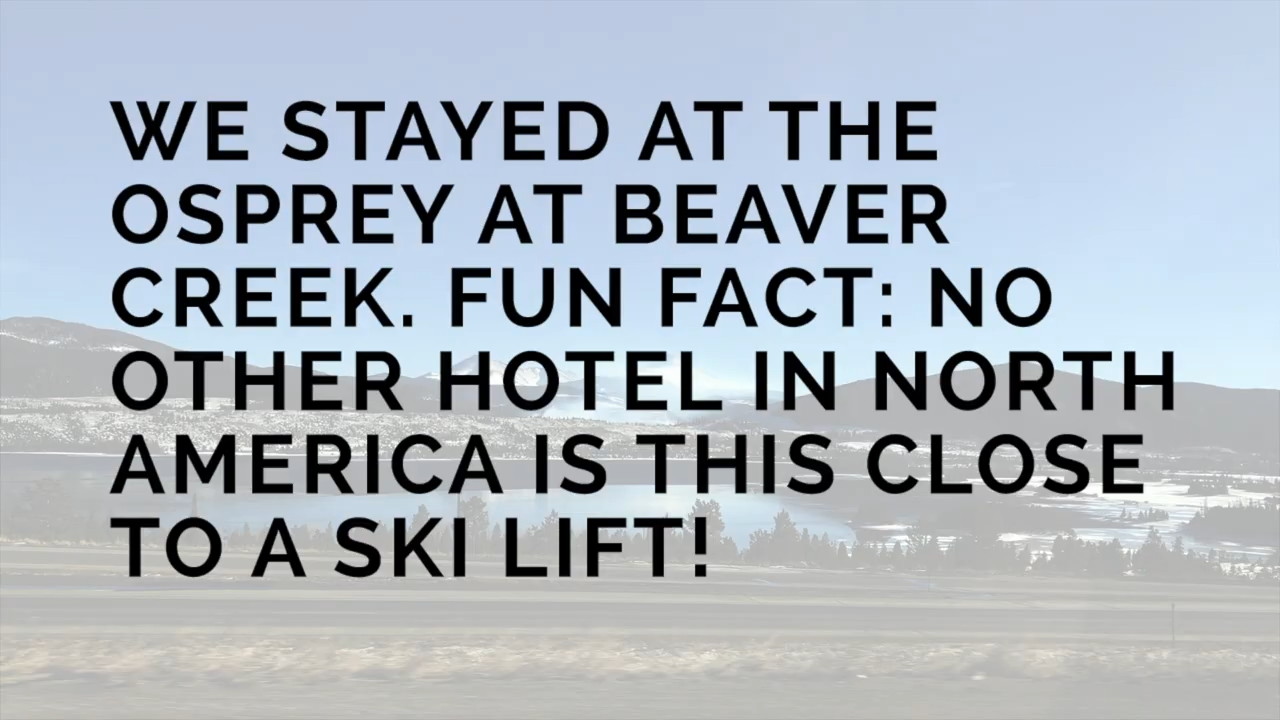 WE STAYED AT THE
OSPREY AT BEAVER
CREEK. FUN FACT: NO
OTHER HOTEL IN NORTH
AMERICA IS THIS CLOSE
TO A SKI LIFT!